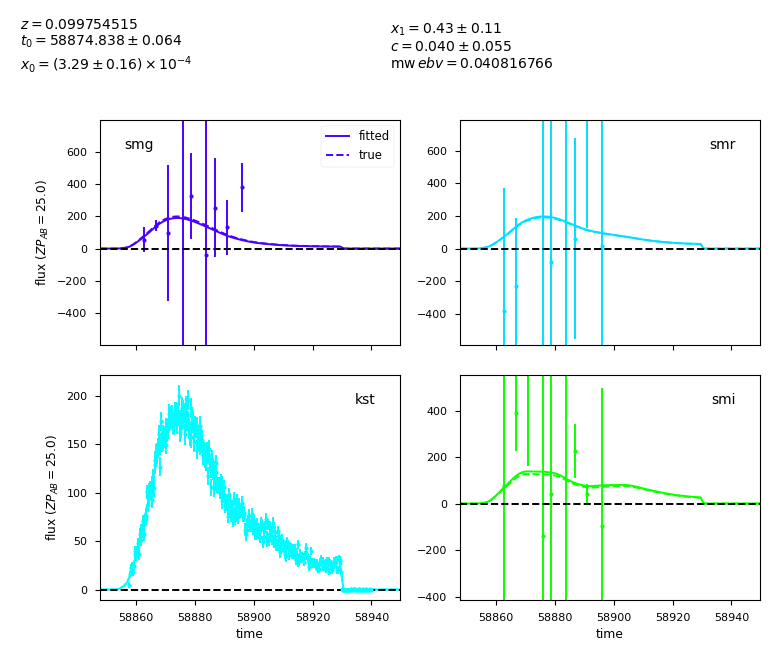 z = 0.099754515
t₀ = 58874.838 ± 0.064
x₀ = (3.29 ± 0.16) × 10⁻⁴
x₁ = 0.43 ± 0.11
c = 0.040 ± 0.055
mw ebv = 0.040816766
smg
fitted
true
flux (ZP_AB = 25.0)
600
400
200
0
−200
−400
smr
600
400
200
0
−200
−400
kst
flux (ZP_AB = 25.0)
200
150
100
50
0
58860 58880 58900 58920 58940
time
smi
400
200
0
−200
−400
58860 58880 58900 58920 58940
time